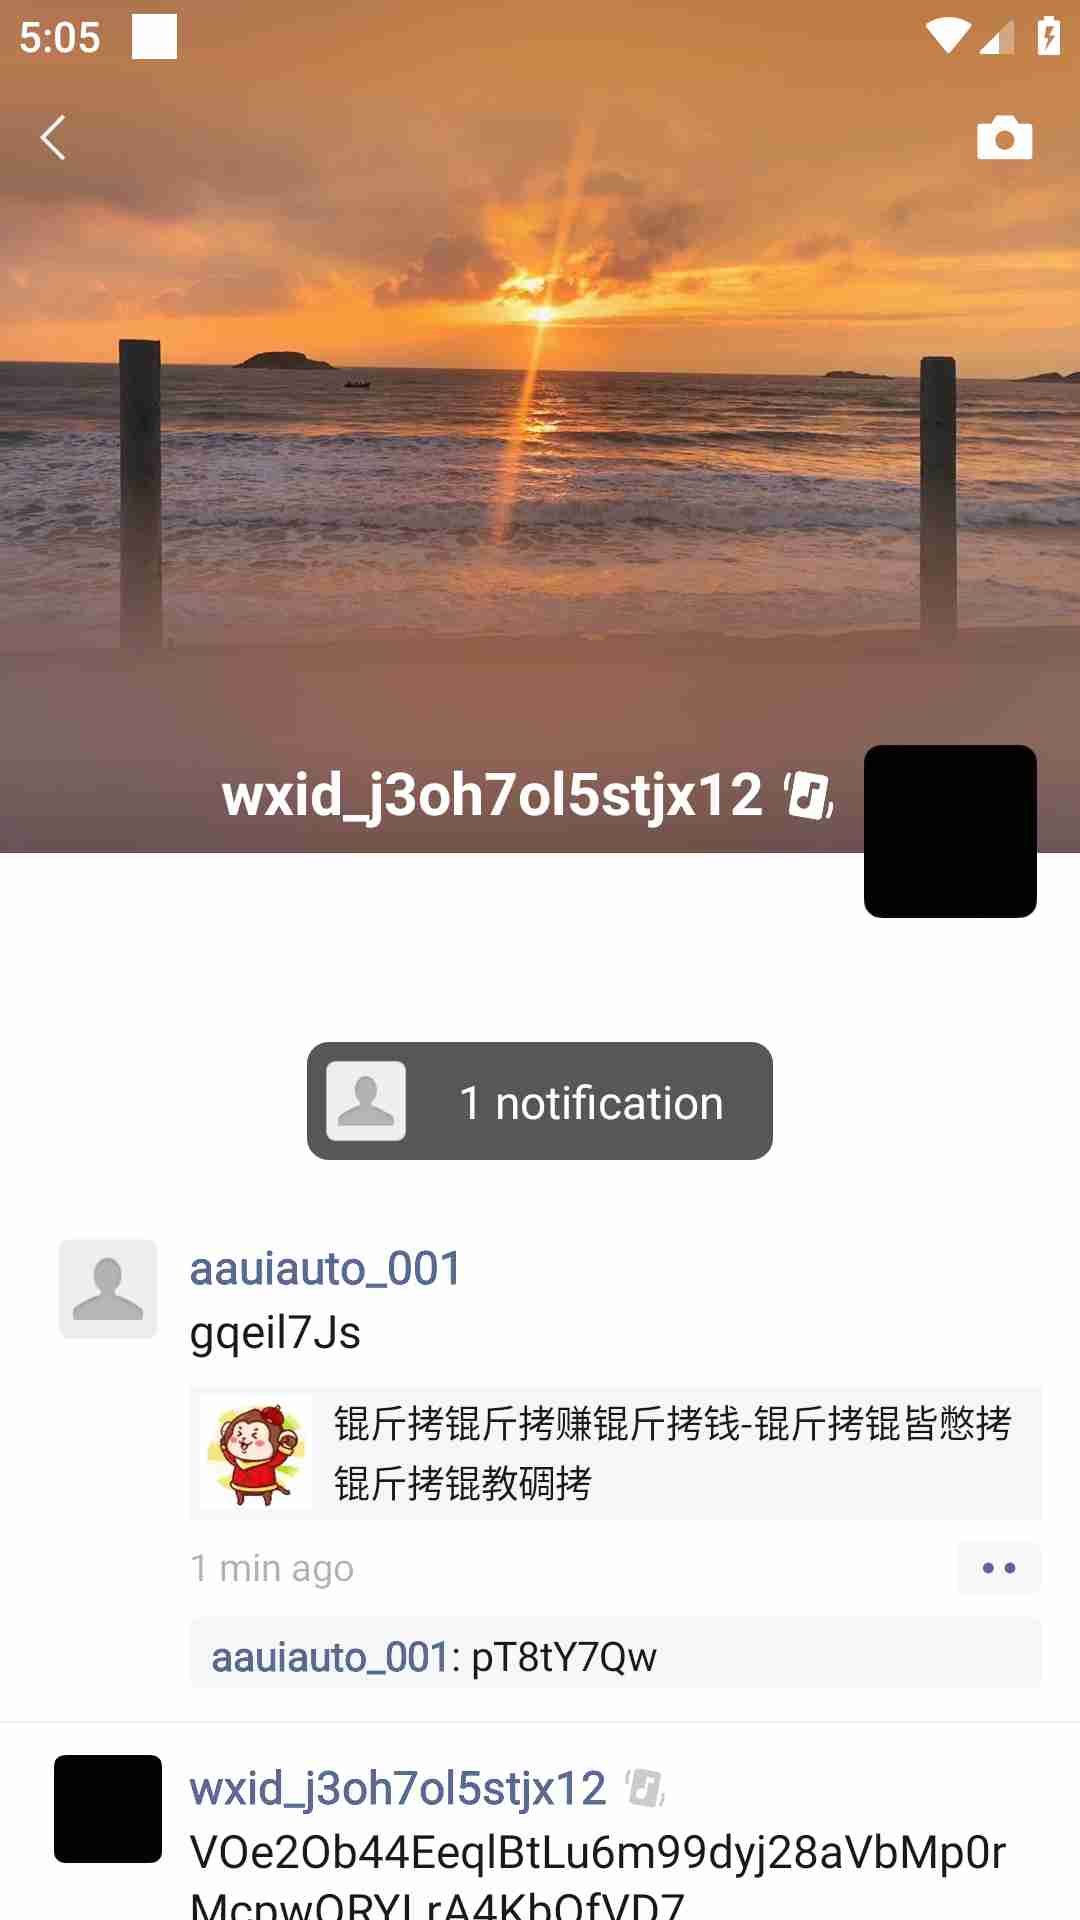 5:05
wxid_j3oh7ol5stjx12
1 notification
aauiauto_001
gqeil7Js
锟斤拷锟斤拷赚锟斤拷钱-锟斤拷锟皆憋拷
锟斤拷锟教碉拷
1 min ago
aauiauto_001: pT8tY7Qw
wxid_j3oh7ol5stjx12
VOe2Ob44EeqlBtLu6m99dyj28aVbMp0r
McpwQRYLrA4KbOfVD7